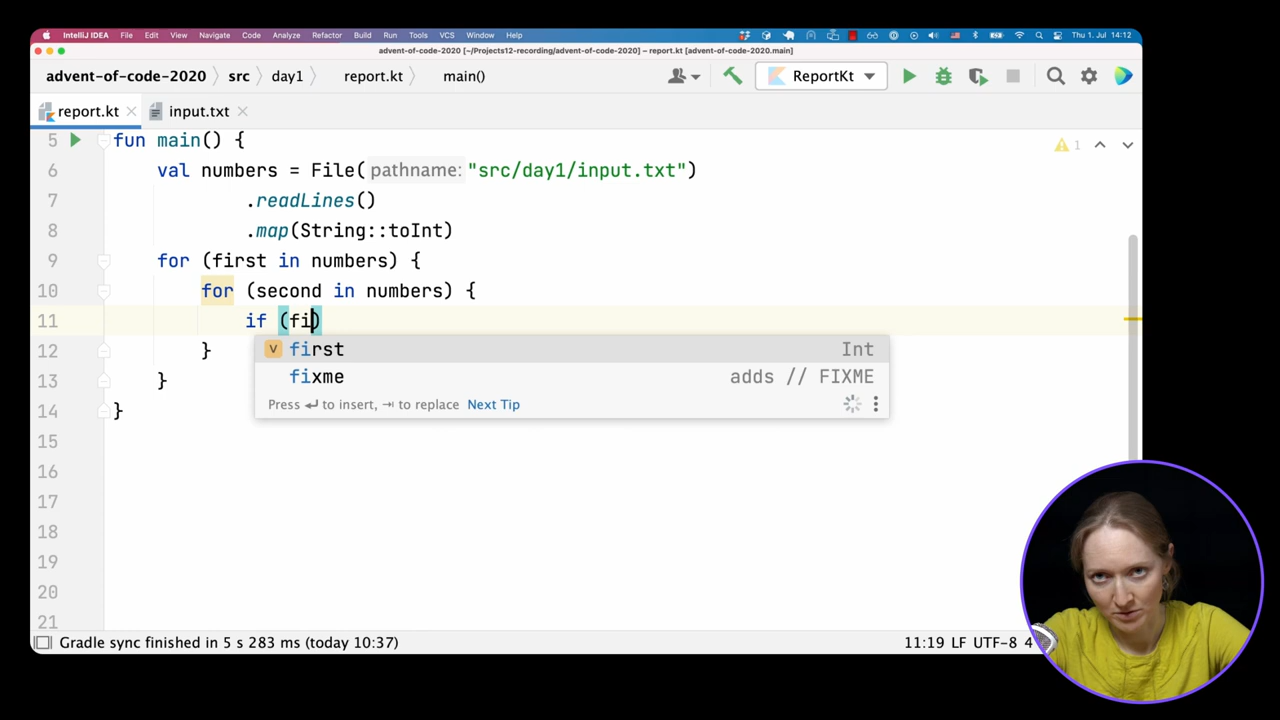 IntelliJ IDEA File Edit View Navigate Code Analyze Refactor Build Run Tools VCS Window Help Thu 1. Jul 14:12
advent-of-code-2020 [~/Projects12-recording/advent-of-code-2020] – report.kt [advent-of-code-2020.main]
advent-of-code-2020 src day1 report.kt main() ReportKt
report.kt input.txt
5 fun main() {
1
6 val numbers = File( pathname: "src/day1/input.txt")
7 .readLines()
8 .map(String::toInt)
9 for (first in numbers) {
10 for (second in numbers) {
11 if (fi)
12 }
first Int
13 }
fixme adds // FIXME
14 }
Press ↵ to insert, ⇥ to replace Next Tip
15
16
17
18
19
20
21
Gradle sync finished in 5 s 283 ms (today 10:37) 11:19 LF UTF-8 4